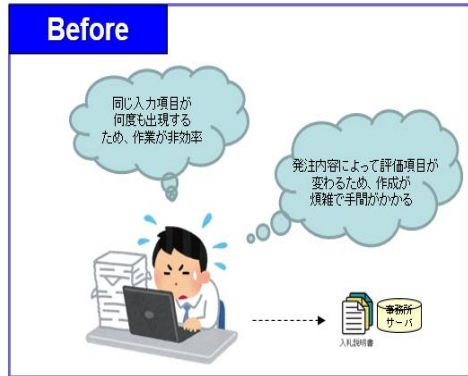 Before
同じ入力項目が
何度も出現する
ため、作業が非効率
発注内容によって評価項目が
変わるため、作成が
煩雑で手間がかかる
事務所
サーバ
入札説明書